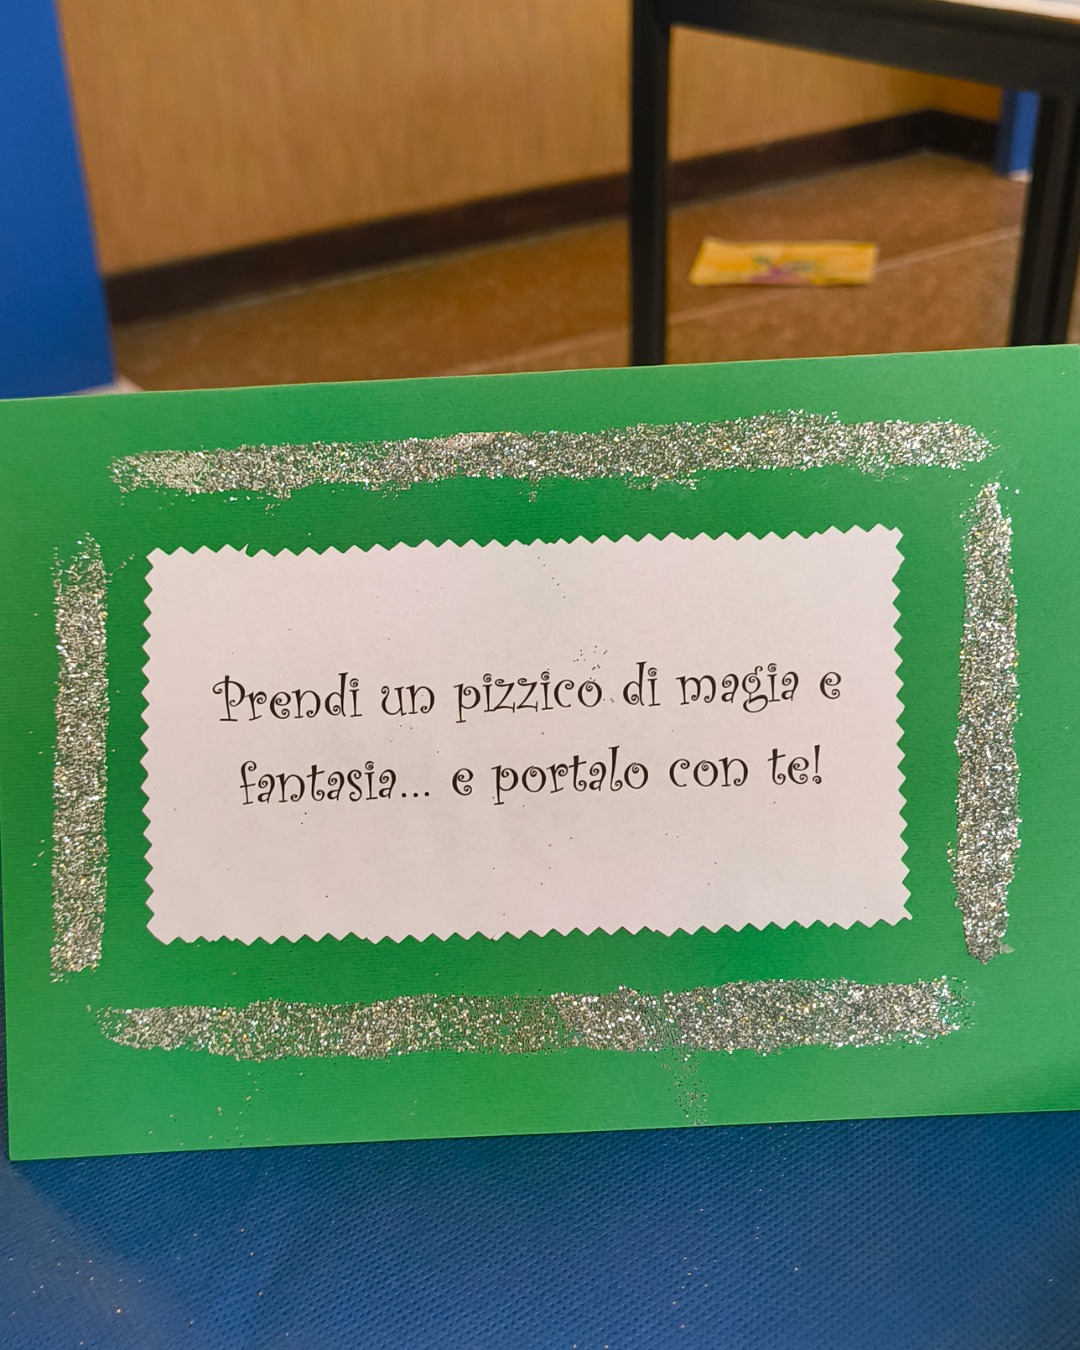 Prendi un pizzico di magia e
fantasia... e portalo con te!